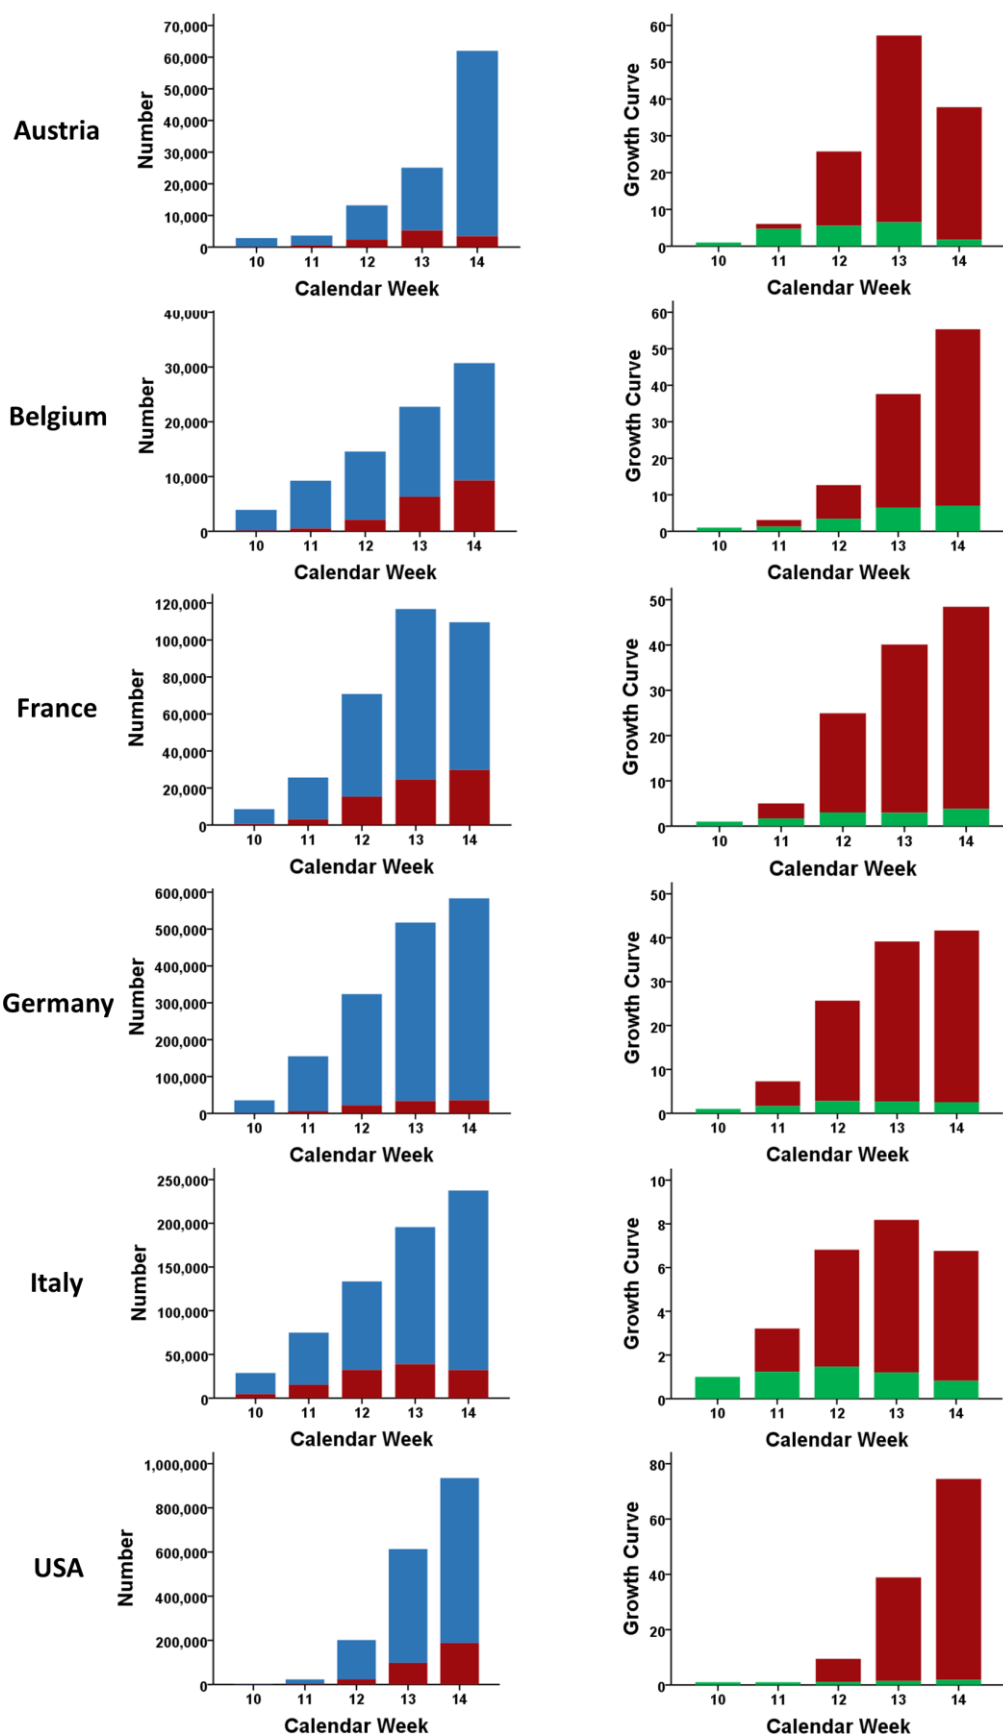 Austria
Number
70,000
60,000
50,000
40,000
30,000
20,000
10,000
0
10 11 12 13 14
Calendar Week
Growth Curve
60
50
40
30
20
10
0
10 11 12 13 14
Calendar Week
Belgium
Number
40,000
30,000
20,000
10,000
0
10 11 12 13 14
Calendar Week
Growth Curve
60
50
40
30
20
10
0
10 11 12 13 14
Calendar Week
France
Number
120,000
100,000
80,000
60,000
40,000
20,000
0
10 11 12 13 14
Calendar Week
Growth Curve
50
40
30
20
10
0
10 11 12 13 14
Calendar Week
Germany
Number
600,000
500,000
400,000
300,000
200,000
100,000
0
10 11 12 13 14
Calendar Week
Growth Curve
50
40
30
20
10
0
10 11 12 13 14
Calendar Week
Italy
Number
250,000
200,000
150,000
100,000
50,000
0
10 11 12 13 14
Calendar Week
Growth Curve
10
8
6
4
2
0
10 11 12 13 14
Calendar Week
USA
Number
1,000,000
800,000
600,000
400,000
200,000
0
10 11 12 13 14
Calendar Week
Growth Curve
80
60
40
20
0
10 11 12 13 14
Calendar Week